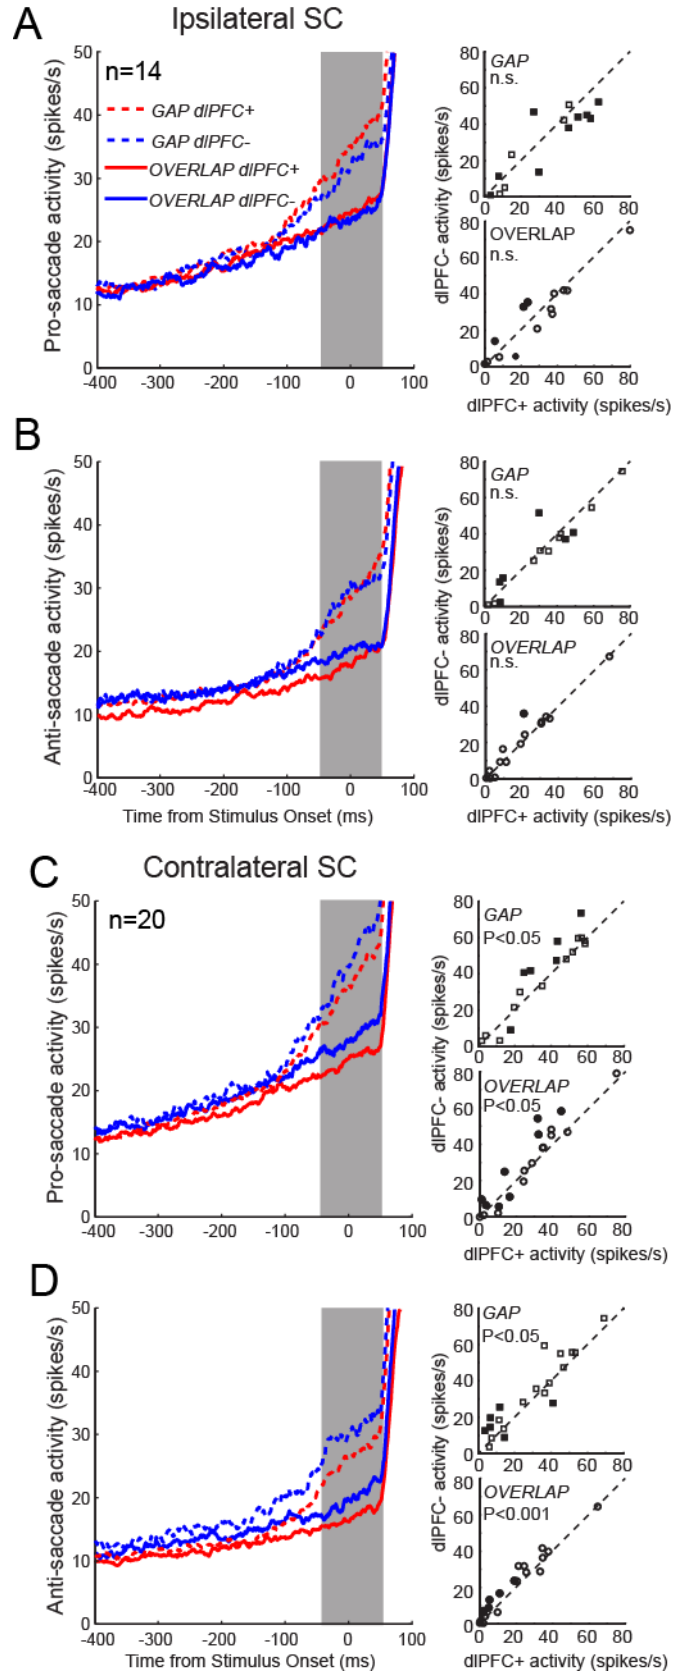 A
Ipsilateral SC
n=14
GAP dlPFC+
GAP dlPFC-
OVERLAP dlPFC+
OVERLAP dlPFC-
Pro-saccade activity (spikes/s)
50
40
30
20
10
0
-400 -300 -200 -100 0 100
GAP
n.s.
80
60
40
20
0
OVERLAP
n.s.
80
60
40
20
0
dlPFC- activity (spikes/s)
0 20 40 60 80
dlPFC+ activity (spikes/s)
B
Anti-saccade activity (spikes/s)
50
40
30
20
10
0
-400 -300 -200 -100 0 100
Time from Stimulus Onset (ms)
GAP
n.s.
80
60
40
20
0
OVERLAP
n.s.
80
60
40
20
0
dlPFC- activity (spikes/s)
0 20 40 60 80
dlPFC+ activity (spikes/s)
C
Contralateral SC
n=20
Pro-saccade activity (spikes/s)
50
40
30
20
10
0
-400 -300 -200 -100 0 100
GAP
P<0.05
80
60
40
20
0
OVERLAP
P<0.05
80
60
40
20
0
dlPFC- activity (spikes/s)
0 20 40 60 80
dlPFC+ activity (spikes/s)
D
Anti-saccade activity (spikes/s)
50
40
30
20
10
0
-400 -300 -200 -100 0 100
Time from Stimulus Onset (ms)
GAP
P<0.05
80
60
40
20
0
OVERLAP
P<0.001
80
60
40
20
0
dlPFC- activity (spikes/s)
0 20 40 60 80
dlPFC+ activity (spikes/s)